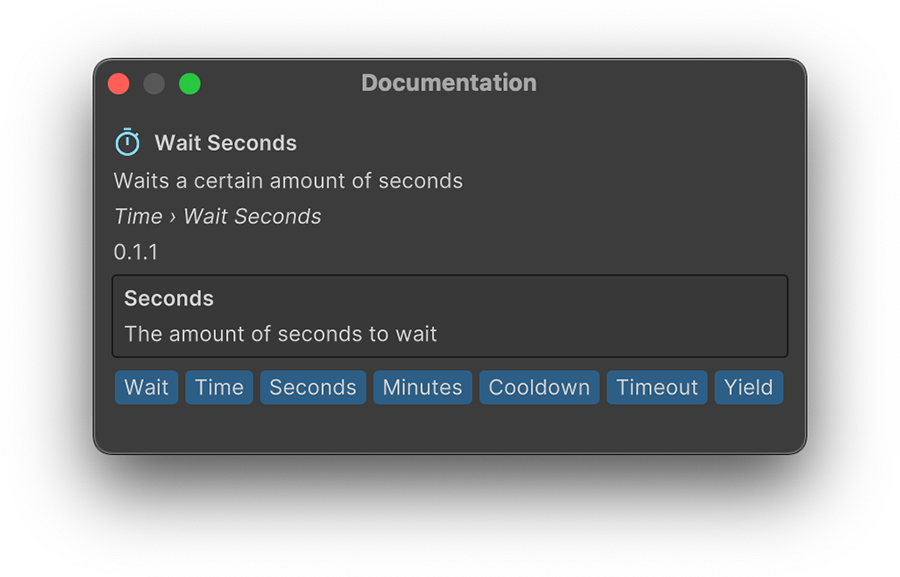 Documentation
Wait Seconds
Waits a certain amount of seconds
Time › Wait Seconds
0.1.1
Seconds
The amount of seconds to wait
Wait Time Seconds Minutes Cooldown Timeout Yield